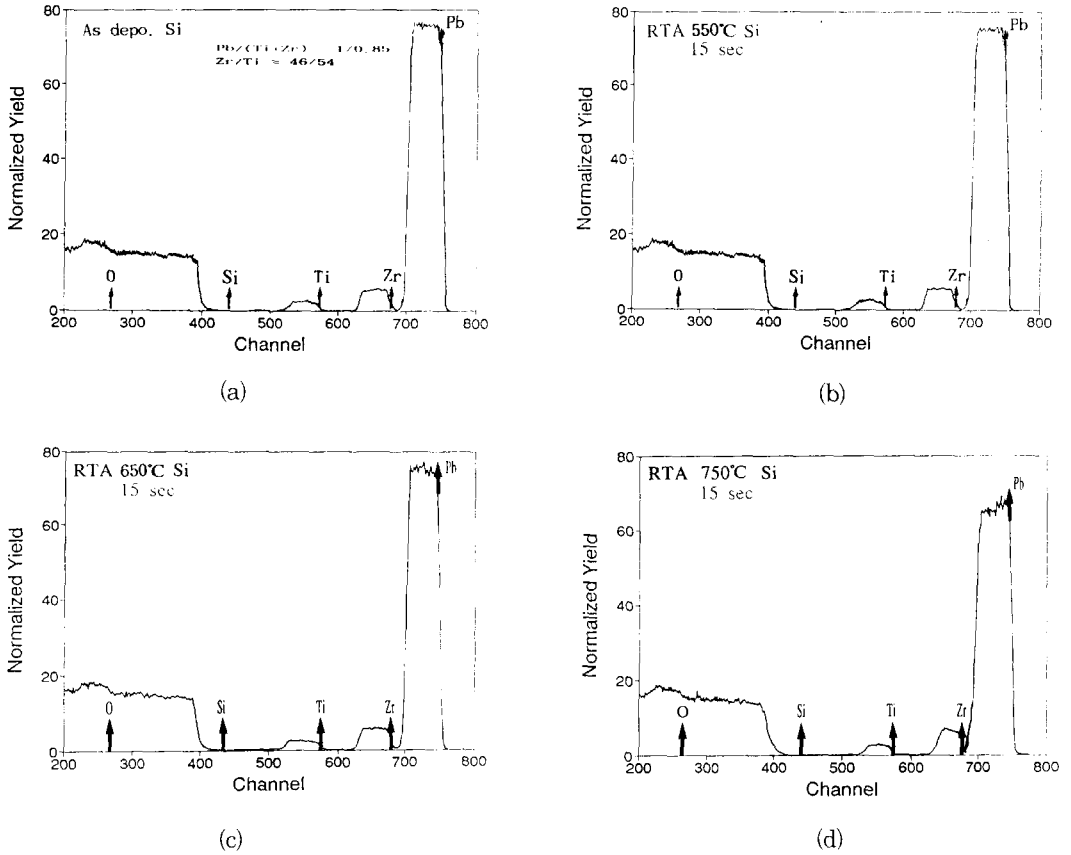 As depo. Si
Pb/(Ti+Zr) 1/0.85
Zr/Ti = 46/54
Normalized Yield
80
60
40
20
0
Pb
O
Si
Ti
Zr
200 300 400 500 600 700 800
Channel
(a)
RTA 550℃ Si
15 sec
Normalized Yield
80
60
40
20
0
Pb
O
Si
Ti
Zr
200 300 400 500 600 700 800
Channel
(b)
RTA 650℃ Si
15 sec
Normalized Yield
80
60
40
20
0
Pb
O
Si
Ti
Zr
200 300 400 500 600 700 800
Channel
(c)
RTA 750℃ Si
15 sec
Normalized Yield
80
60
40
20
0
Pb
O
Si
Ti
Zr
200 300 400 500 600 700 800
Channel
(d)